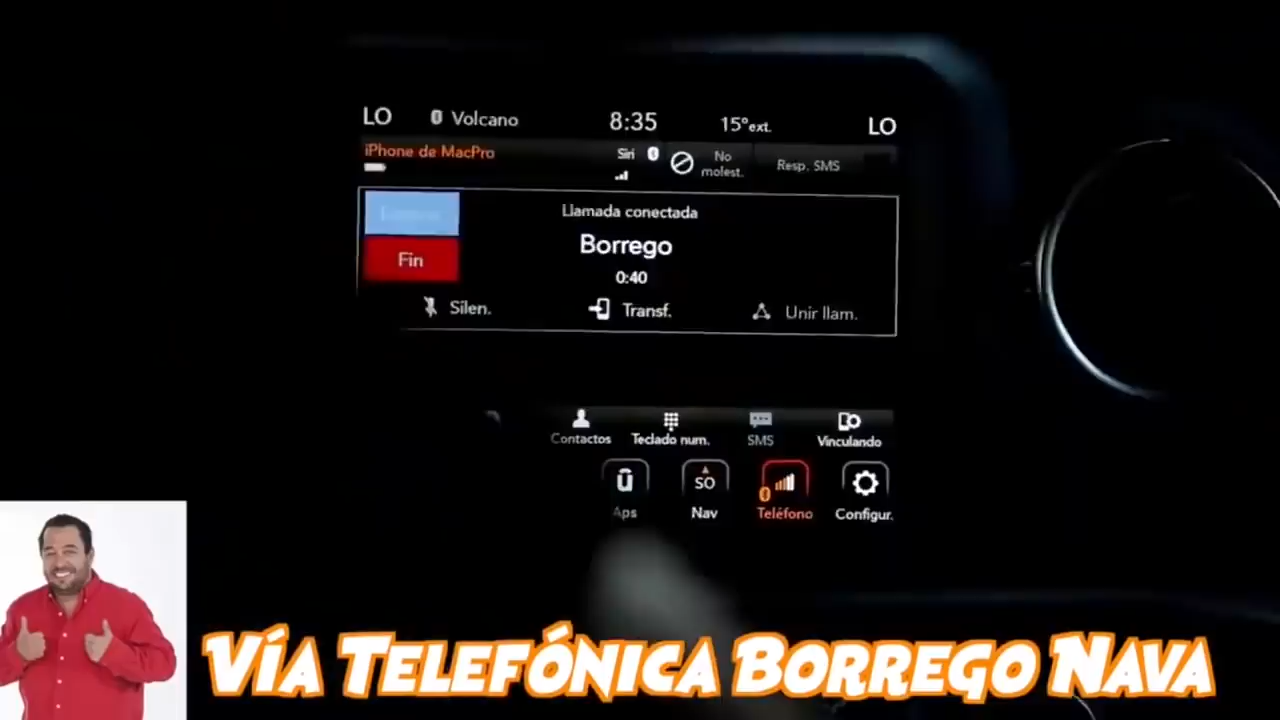 LO Volcano 8:35 15°ext. LO
iPhone de MacPro Siri No molest. Resp. SMS
Llamada conectada
Borrego
Fin
0:40
Silen. Transf. Unir llam.
Contactos Teclado num. SMS Vinculando
SO
Aps Nav Teléfono Configur.
VÍA TELEFÓNICA BORREGO NAVA